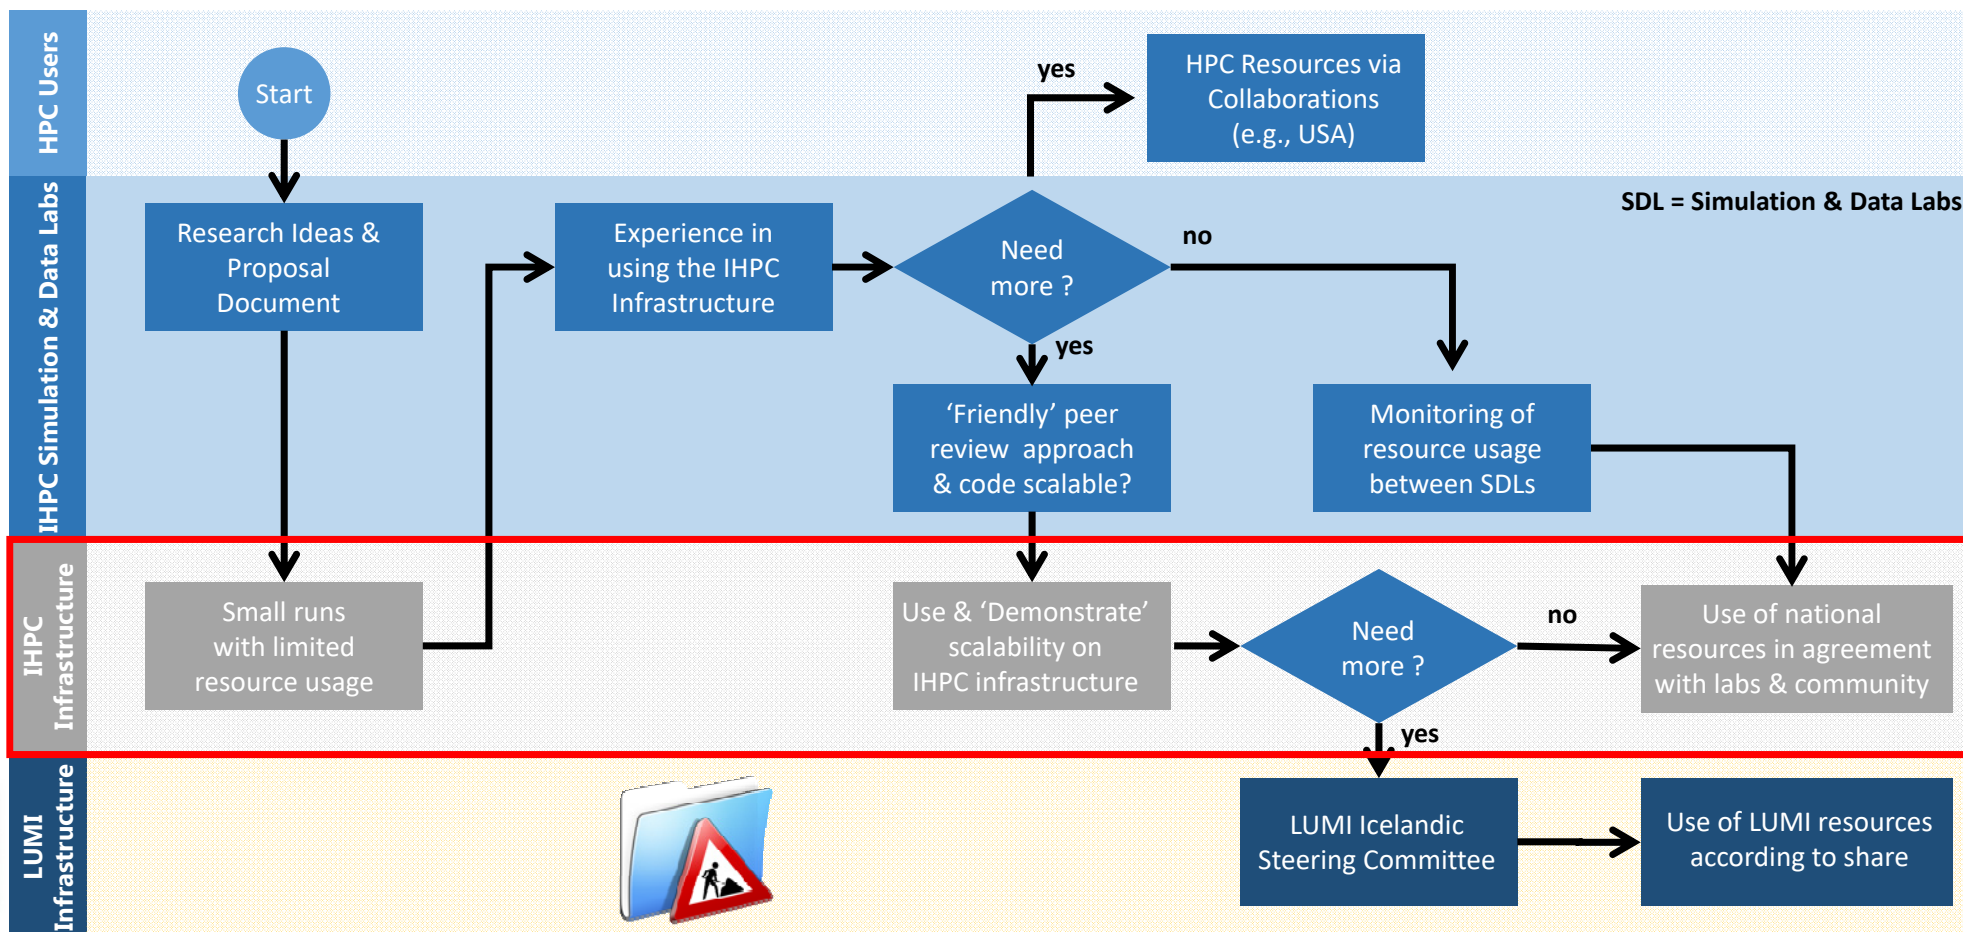 HPC Users
Start
yes
HPC Resources via
Collaborations
(e.g., USA)
IHPC Simulation & Data Labs
SDL = Simulation & Data Labs
Research Ideas &
Proposal
Document
Experience in
using the IHPC
Infrastructure
Need
more ?
no
yes
‘Friendly’ peer
review approach
& code scalable?
Monitoring of
resource usage
between SDLs
IHPC
Infrastructure
Small runs
with limited
resource usage
Use & ‘Demonstrate’
scalability on
IHPC infrastructure
Need
more ?
no
Use of national
resources in agreement
with labs & community
yes
LUMI
Infrastructure
LUMI Icelandic
Steering Committee
Use of LUMI resources
according to share